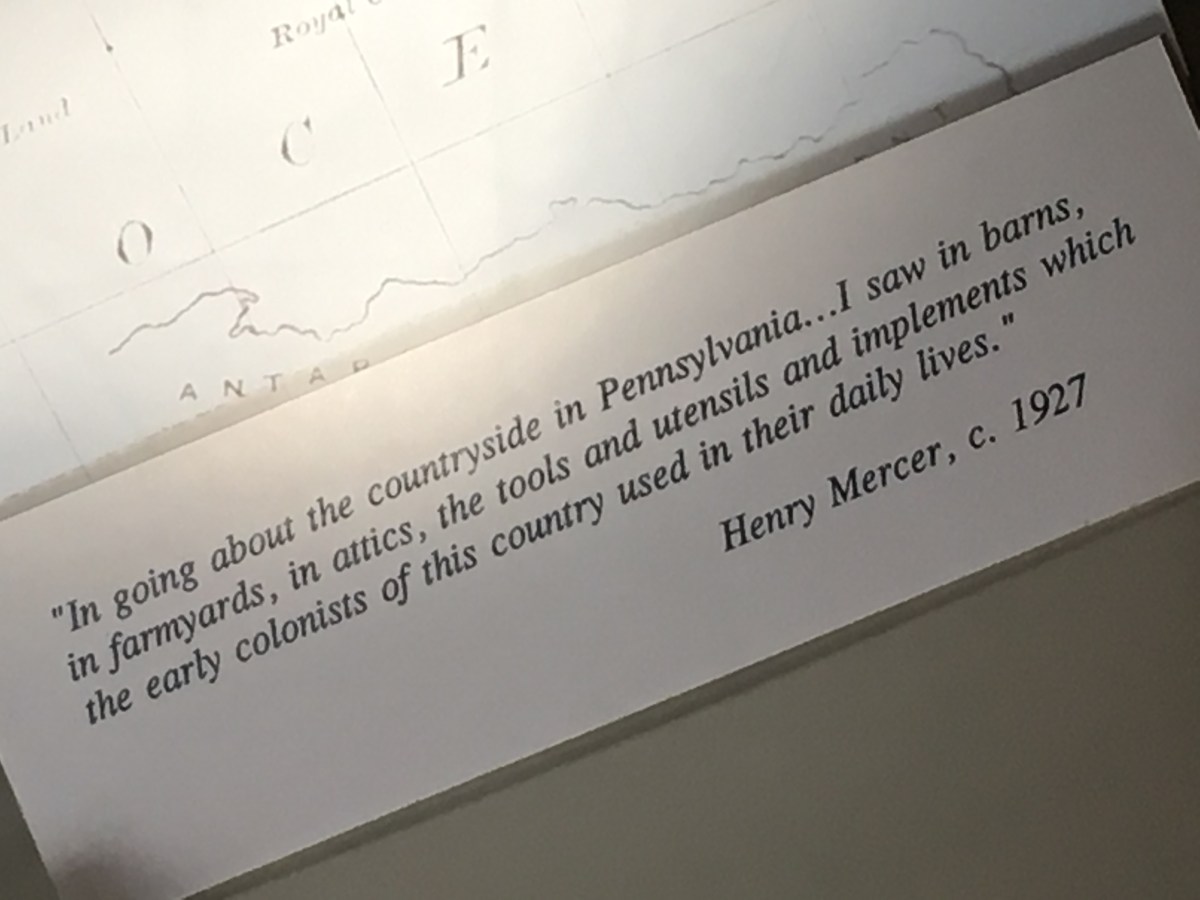 Royal
Land
O C E
ANTAR
"In going about the countryside in Pennsylvania...I saw in barns,
in farmyards, in attics, the tools and utensils and implements which
the early colonists of this country used in their daily lives."
Henry Mercer, c. 1927